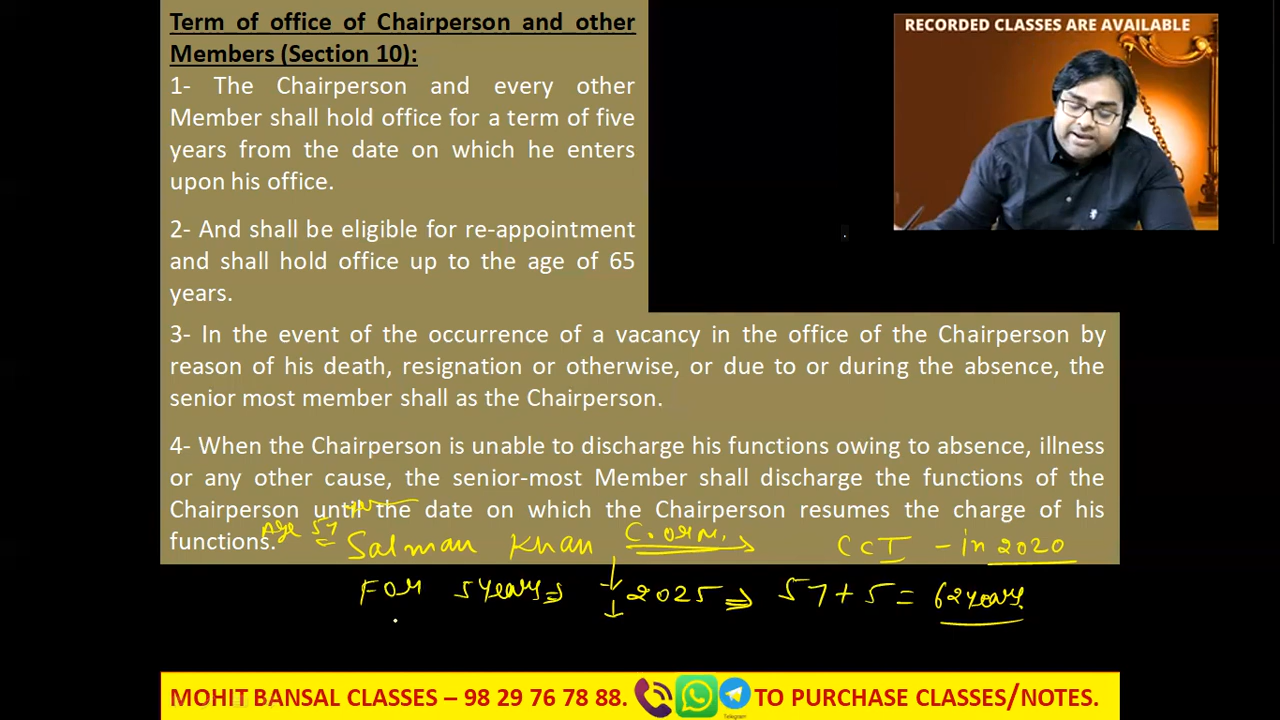 Term of office of Chairperson and other
Members (Section 10):
1- The Chairperson and every other
Member shall hold office for a term of five
years from the date on which he enters
upon his office.
2- And shall be eligible for re-appointment
and shall hold office up to the age of 65
years.
3- In the event of the occurrence of a vacancy in the office of the Chairperson by
reason of his death, resignation or otherwise, or due to or during the absence, the
senior most member shall as the Chairperson.
4- When the Chairperson is unable to discharge his functions owing to absence, illness
or any other cause, the senior-most Member shall discharge the functions of the
Chairperson until the date on which the Chairperson resumes the charge of his
functions.
Age 57
Salman Khan C. or M. CCI - in 2020
For 5 years ⇒ 2025 ⇒ 57 + 5 = 62 years.
RECORDED CLASSES ARE AVAILABLE
MOHIT BANSAL CLASSES – 98 29 76 78 88. TO PURCHASE CLASSES/NOTES.
Telegram